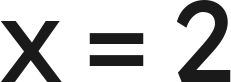 x = 2